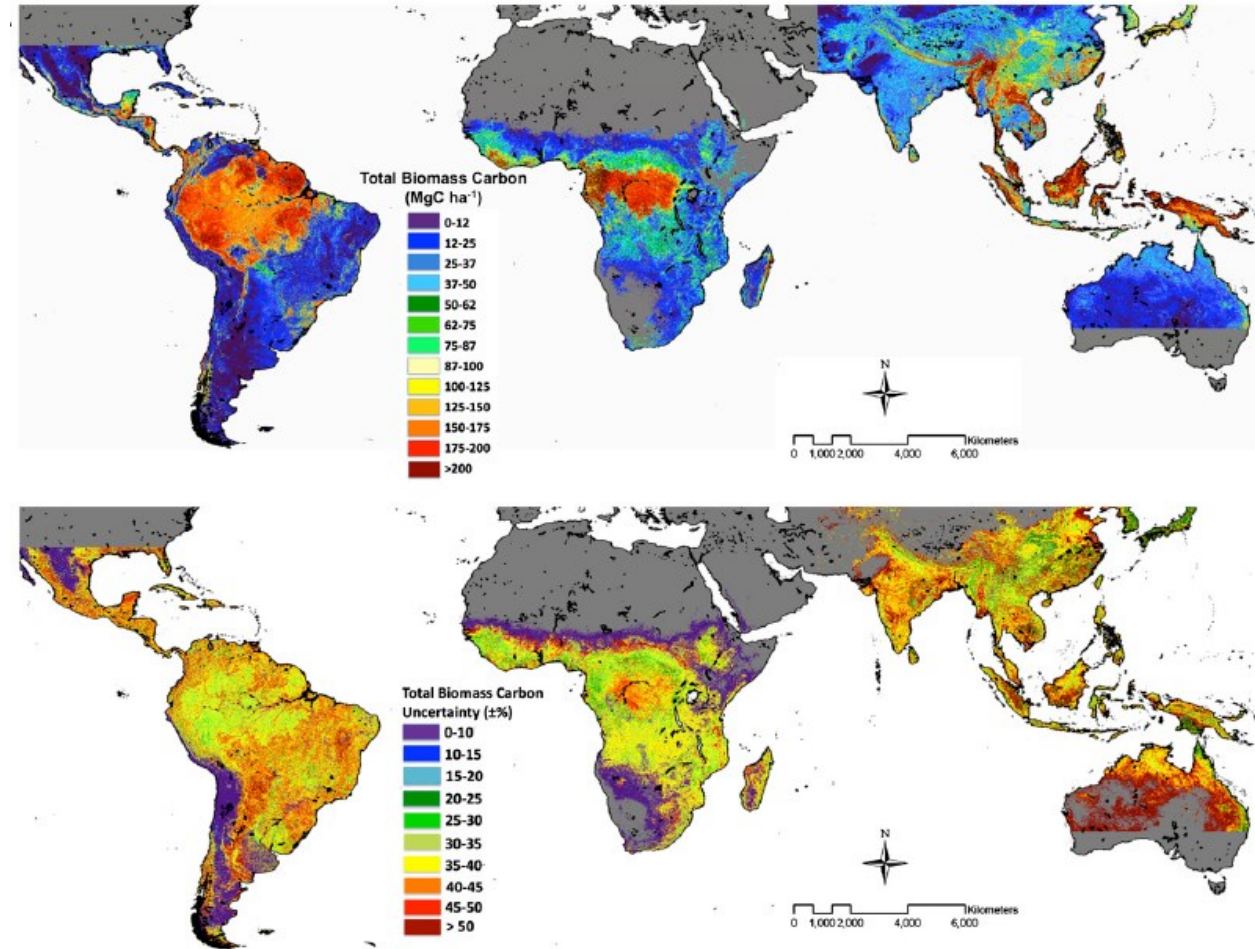 Total Biomass Carbon
(MgC ha⁻¹)
0-12
12-25
25-37
37-50
50-62
62-75
75-87
87-100
100-125
125-150
150-175
175-200
>200
N
Kilometers
0 1,000 2,000 4,000 6,000
Total Biomass Carbon
Uncertainty (±%)
0-10
10-15
15-20
20-25
25-30
30-35
35-40
40-45
45-50
> 50
N
Kilometers
0 1,000 2,000 4,000 6,000